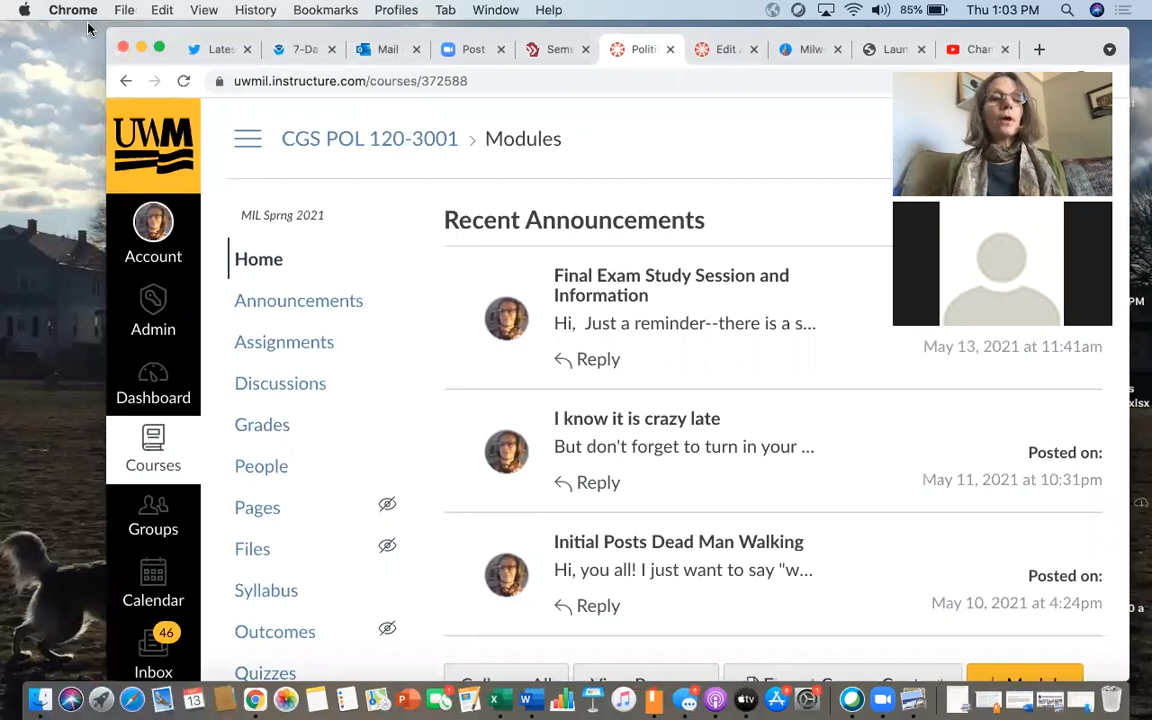 Chrome File Edit View History Bookmarks Profiles Tab Window Help 85% Thu 1:03 PM
Lates 7-Da Mail - Post Sem Politi Edit Milw Laun Char
uwmil.instructure.com/courses/372588
UWM
CGS POL 120-3001 > Modules
MIL Sprng 2021
Account
Admin
Dashboard
Courses
Groups
Calendar
46
Inbox
Home
Announcements
Assignments
Discussions
Grades
People
Pages
Files
Syllabus
Outcomes
Quizzes
Recent Announcements
Final Exam Study Session and
Information
Hi, Just a reminder--there is a s...
Reply
May 13, 2021 at 11:41am
I know it is crazy late
But don't forget to turn in your ...
Reply
Posted on:
May 11, 2021 at 10:31pm
Initial Posts Dead Man Walking
Hi, you all! I just want to say "w...
Reply
Posted on:
May 10, 2021 at 4:24pm
PM
xlsx